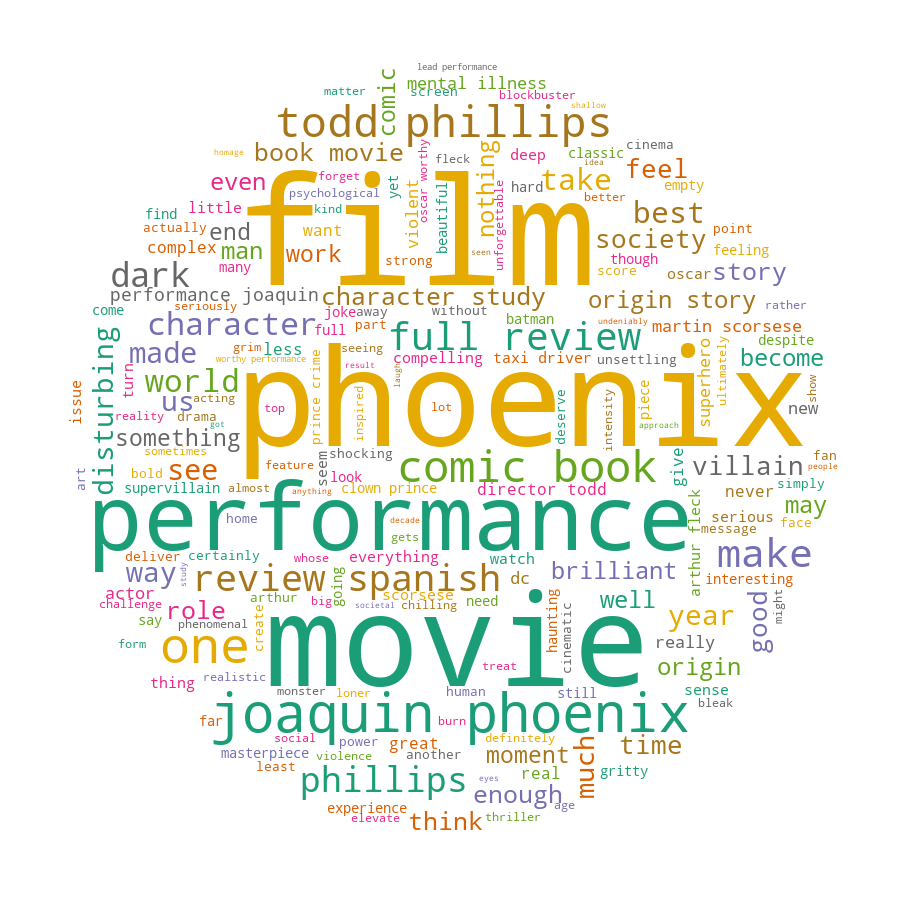 lead performance
mental illness
comic
matter
screen
blockbuster
shallow
todd phillips
homage
book movie
fleck
oscar worthy
nothing
deep
classic
cinema
idea
feel
even
forget
psychological
yet
violent
beautiful
unforgettable
hard
take
better
empty
find
little
kind
best
actually
end
want
society
point
complex
man
work
film
strong
seen
though
feeling
many
score
oscar
story
dark
seriously
performance joaquin
character study
origin story
rather
come
character
full
joke
away
part
without
batman
undeniably
martin scorsese
full review
disturbing
made
grim
less
seeing
compelling
taxi driver
unsettling
superhero
despite
become
worthy performance
result
laugh
ultimately
turn
world
us
acting
prince crime
phoenix
inspired
top
lot
deserve
intensity
piece
show
new
issue
reality
drama
got
approach
something
sometimes
shocking
fan
people
art
bold
see
feature
seem
look
comic book
give
villain
simply
supervillain
almost
anything
clown prince
director todd
never
may
performance
home
decade
gets
arthur fleck
serious
message
face
make
deliver
certainly
whose
everything
watch
way
study
review spanish
dc
brilliant
interesting
actor
challenge
role
arthur
big
going
societal
scorsese
chilling
need
haunting
cinematic
well
year
good
might
say
phenomenal
create
form
one
movie
really
thing
realistic
treat
origin
monster
loner
human
still
sense
bleak
far
joaquin phoenix
burn
social
power
great
definitely
time
masterpiece
violence
another
moment
much
least
real
gritty
phillips
eyes
enough
age
experience
elevate
think
thriller